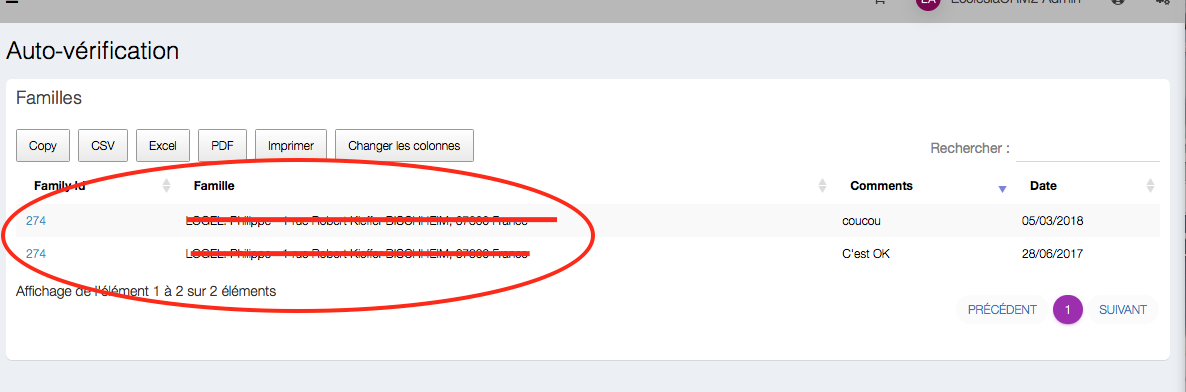 Auto-vérification
Familles
Copy CSV Excel PDF Imprimer Changer les colonnes Rechercher :
Family Id Famille Comments Date
274 coucou 05/03/2018
274 C'est OK 28/06/2017
Affichage de l'élément 1 à 2 sur 2 éléments
PRÉCÉDENT 1 SUIVANT